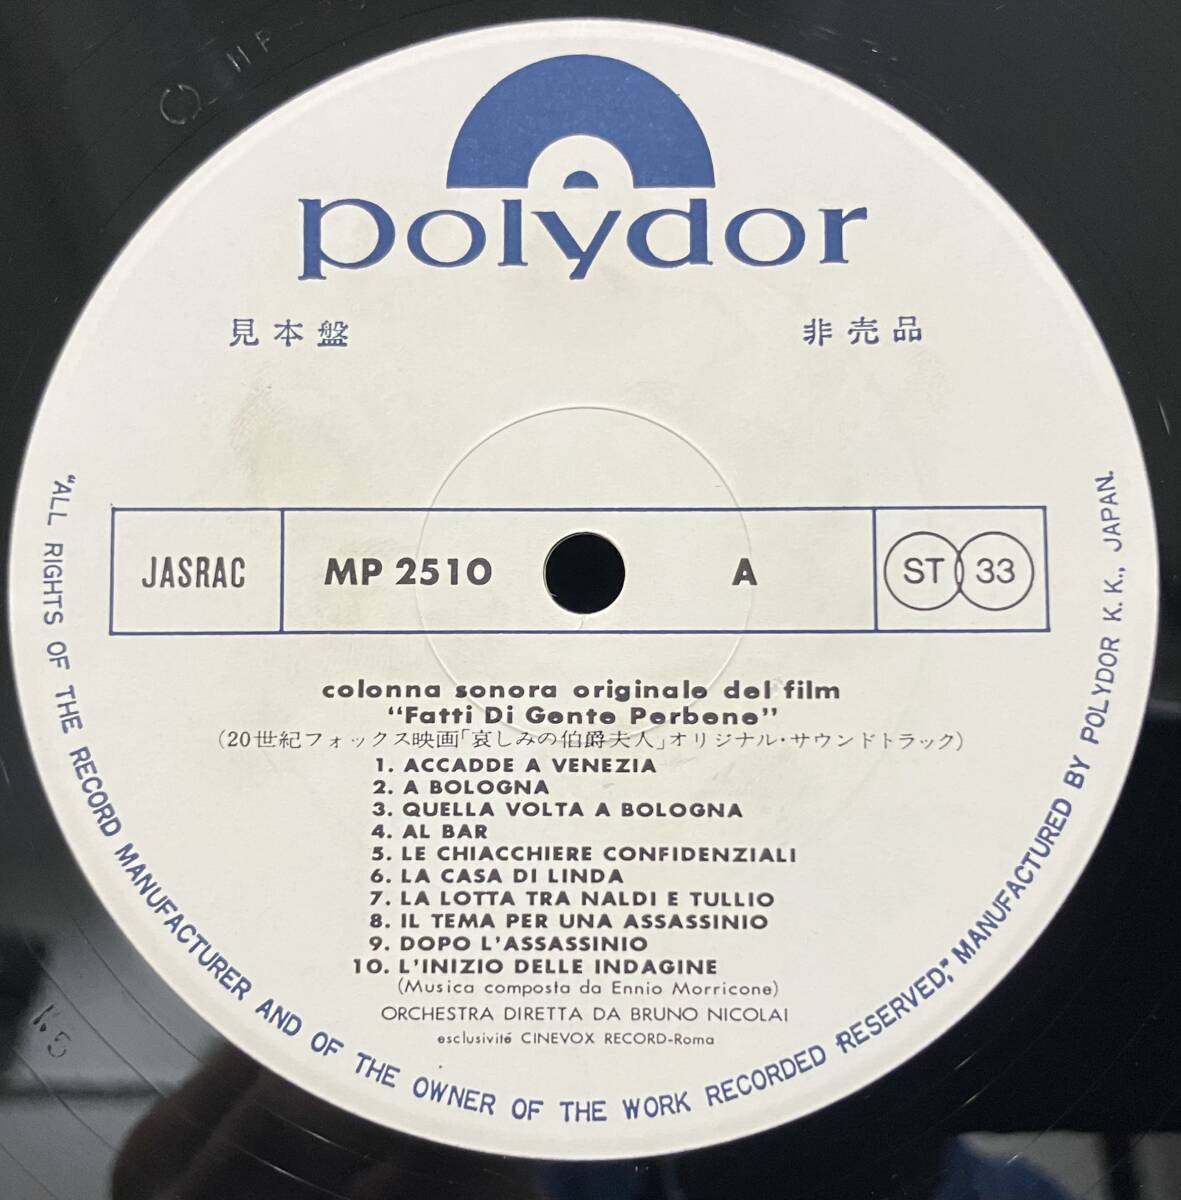 polydor
見本盤 非売品
JASRAC MP 2510 A ST 33
colonna sonora originale del film
"Fatti Di Gente Perbene"
(20世紀フォックス映画「哀しみの伯爵夫人」オリジナル・サウンドトラック)
1. ACCADDE A VENEZIA
2. A BOLOGNA
3. QUELLA VOLTA A BOLOGNA
4. AL BAR
5. LE CHIACCHIERE CONFIDENZIALI
6. LA CASA DI LINDA
7. LA LOTTA TRA NALDI E TULLIO
8. IL TEMA PER UNA ASSASSINIO
9. DOPO L'ASSASSINIO
10. L'INIZIO DELLE INDAGINE
(Musica composta da Ennio Morricone)
ORCHESTRA DIRETTA DA BRUNO NICOLAI
esclusivité CINEVOX RECORD-Roma
"ALL RIGHTS OF THE RECORD MANUFACTURER AND OF THE OWNER OF THE WORK RECORDED RESERVED," MANUFACTURED BY POLYDOR K.K., JAPAN.